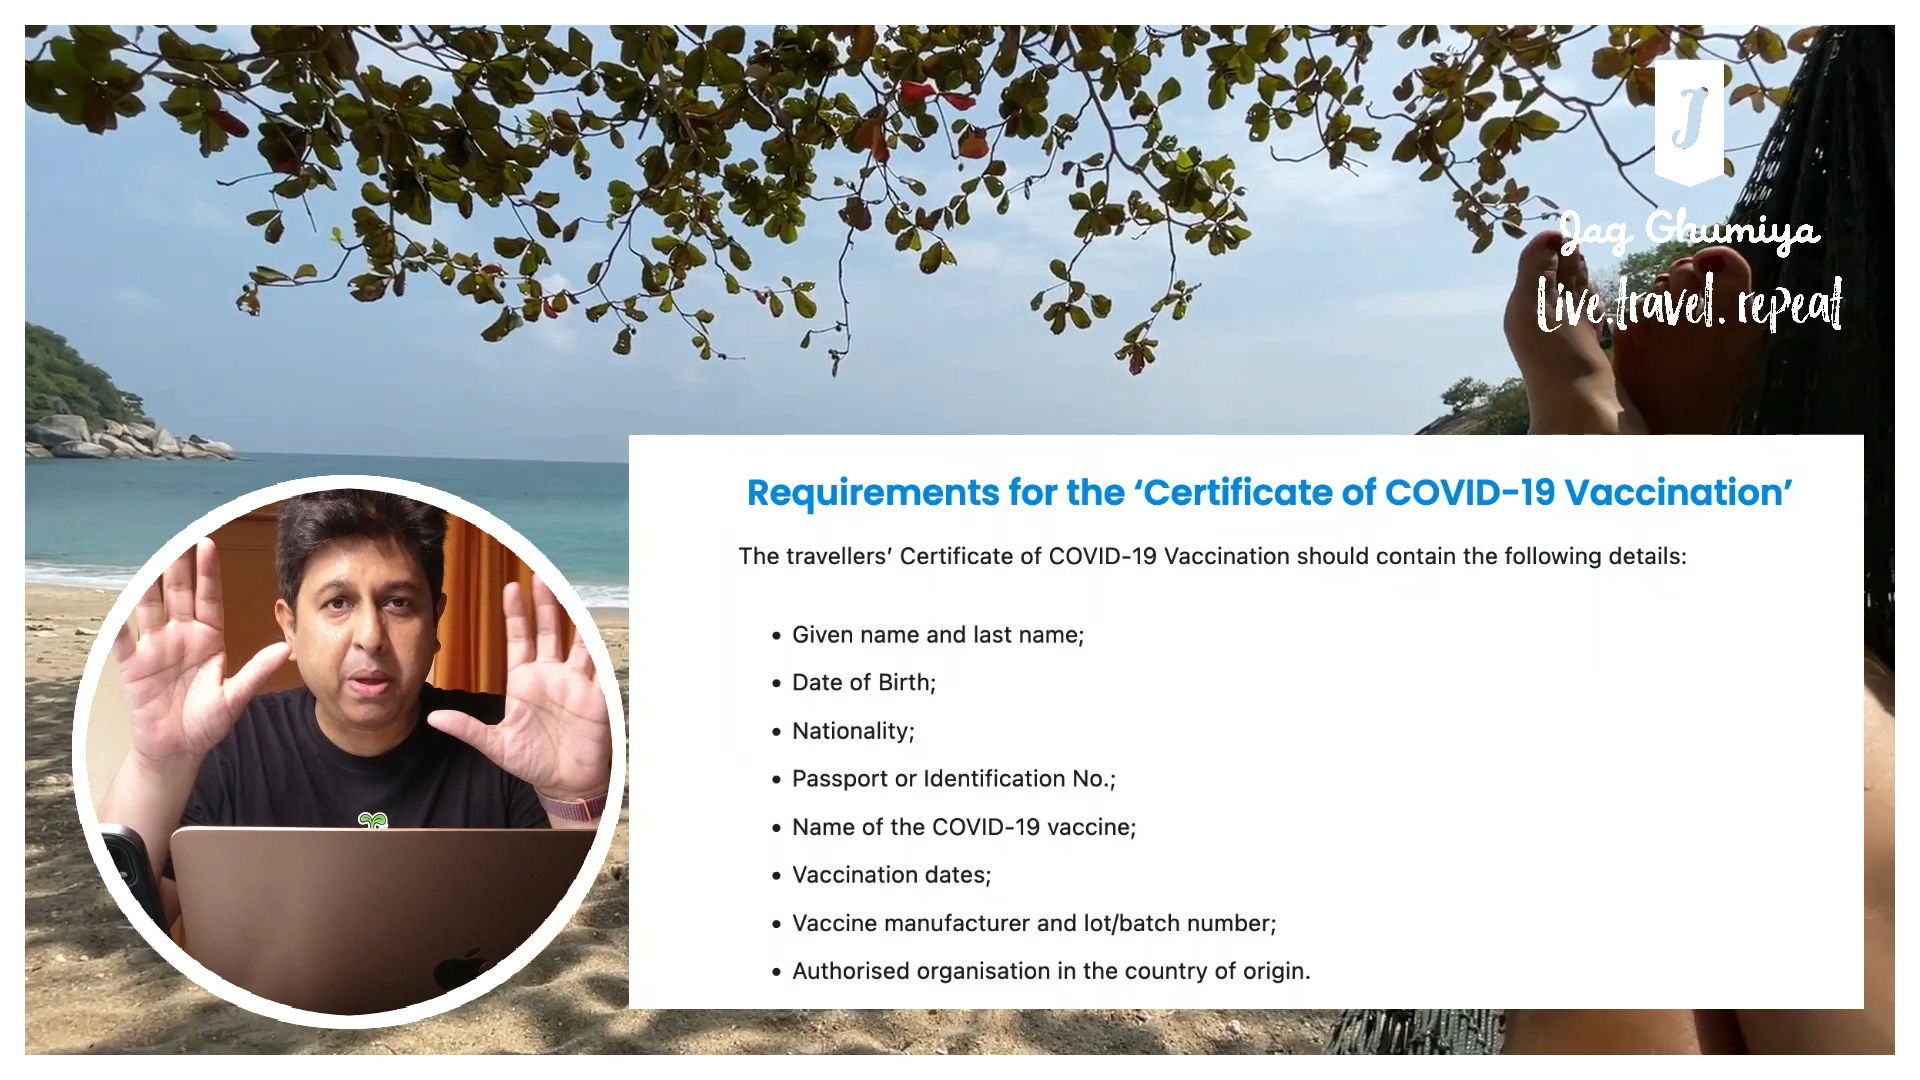 J
Jag Ghumiya
Live.travel. repeat
Requirements for the ‘Certificate of COVID-19 Vaccination’
The travellers’ Certificate of COVID-19 Vaccination should contain the following details:
• Given name and last name;
• Date of Birth;
• Nationality;
• Passport or Identification No.;
• Name of the COVID-19 vaccine;
• Vaccination dates;
• Vaccine manufacturer and lot/batch number;
• Authorised organisation in the country of origin.